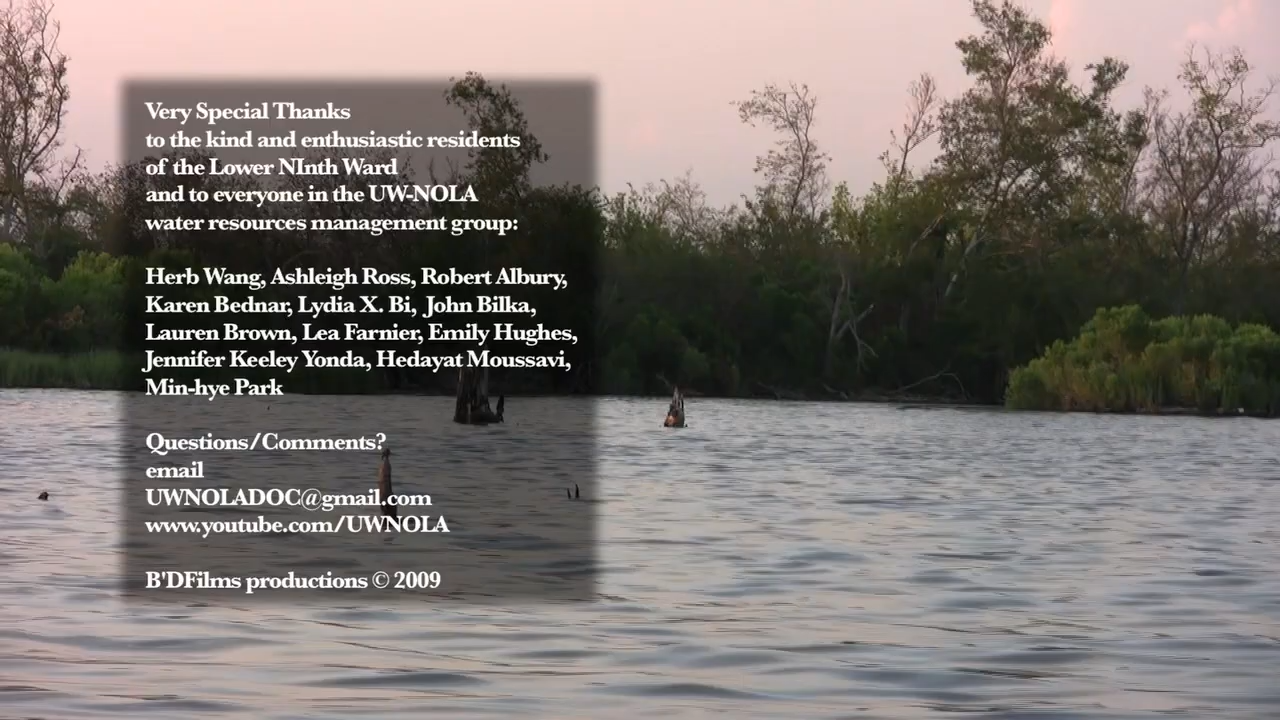 Very Special Thanks
to the kind and enthusiastic residents
of the Lower NInth Ward
and to everyone in the UW-NOLA
water resources management group:
Herb Wang, Ashleigh Ross, Robert Albury,
Karen Bednar, Lydia X. Bi, John Bilka,
Lauren Brown, Lea Farnier, Emily Hughes,
Jennifer Keeley Yonda, Hedayat Moussavi,
Min-hye Park
Questions/Comments?
email
UWNOLADOC@gmail.com
www.youtube.com/UWNOLA
B'DFilms productions © 2009